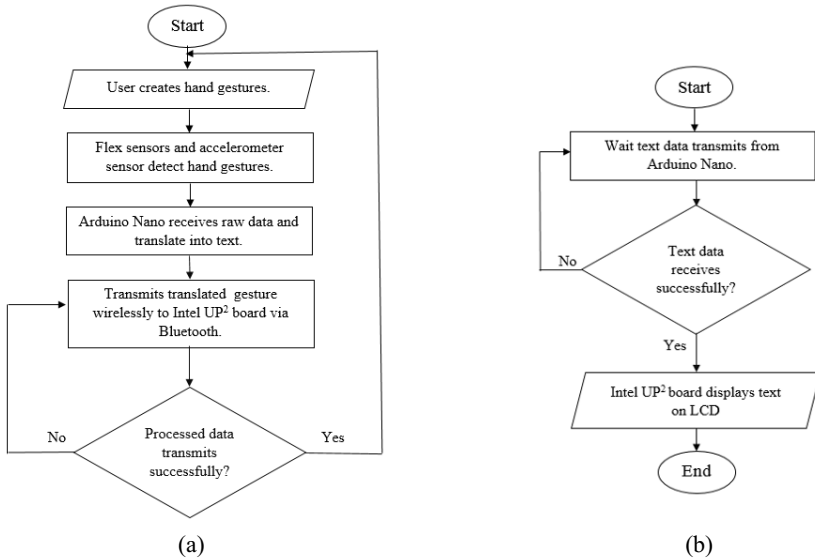 Start
User creates hand gestures.
Flex sensors and accelerometer
sensor detect hand gestures.
Arduino Nano receives raw data and
translate into text.
Transmits translated gesture
wirelessly to Intel UP² board via
Bluetooth.
No
Processed data
transmits
successfully?
Yes
(a)
Start
Wait text data transmits from
Arduino Nano.
No
Text data
receives
successfully?
Yes
Intel UP² board displays text
on LCD
End
(b)